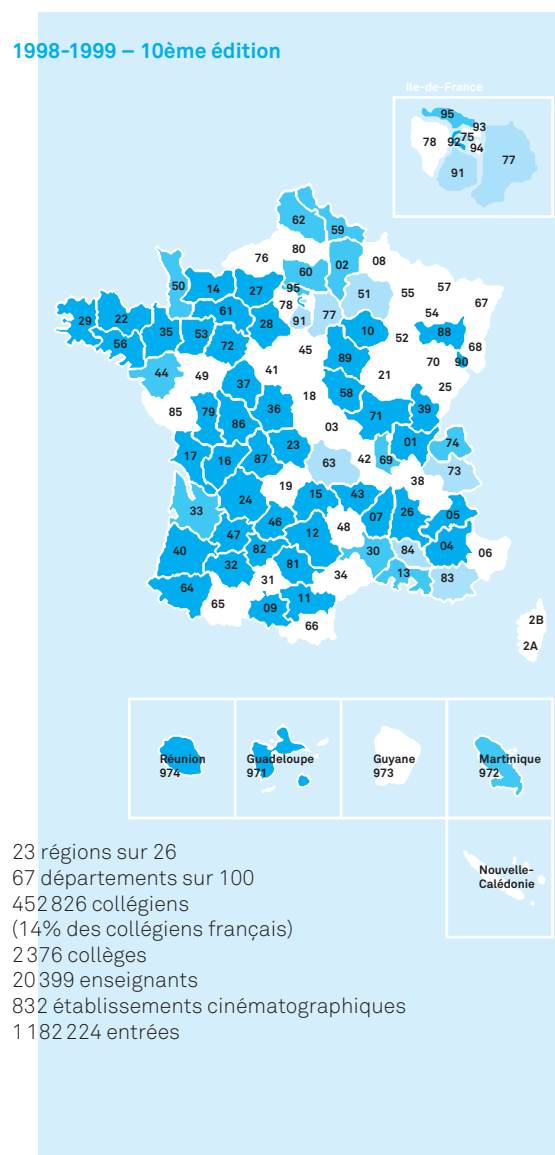 1998-1999 – 10ème édition
Ile-de-France
95
93
78 92 75
94
77
91
62 59
80
76 08
02
60
50 14 27 95 51 55 57
67
78 54
29 22 61 91 77
35 53 28 10 88
56 72 52 68
45 89 70 90
44 49 41 21
37 58 25
85 18
79 36 71 39
86 03
23 01 74
17 16 87 63 42 69 73
19 38
24 15 43
33 07 26 05
46 48
47 12 04
40 82 30 84 06
32 81
31 34 13 83
64 09 11
65 66
2B
2A
Réunion
974
Guadeloupe
971
Guyane
973
Martinique
972
Nouvelle-
Calédonie
23 régions sur 26
67 départements sur 100
452 826 collégiens
(14% des collégiens français)
2 376 collèges
20 399 enseignants
832 établissements cinématographiques
1 182 224 entrées